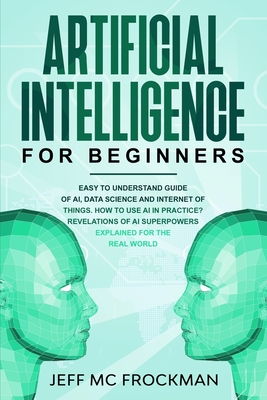 ARTIFICIAL
INTELLIGENCE
FOR BEGINNERS
EASY TO UNDERSTAND GUIDE
OF AI, DATA SCIENCE AND INTERNET OF
THINGS. HOW TO USE AI IN PRACTICE?
REVELATIONS OF AI SUPERPOWERS
EXPLAINED FOR THE
REAL WORLD
JEFF MC FROCKMAN